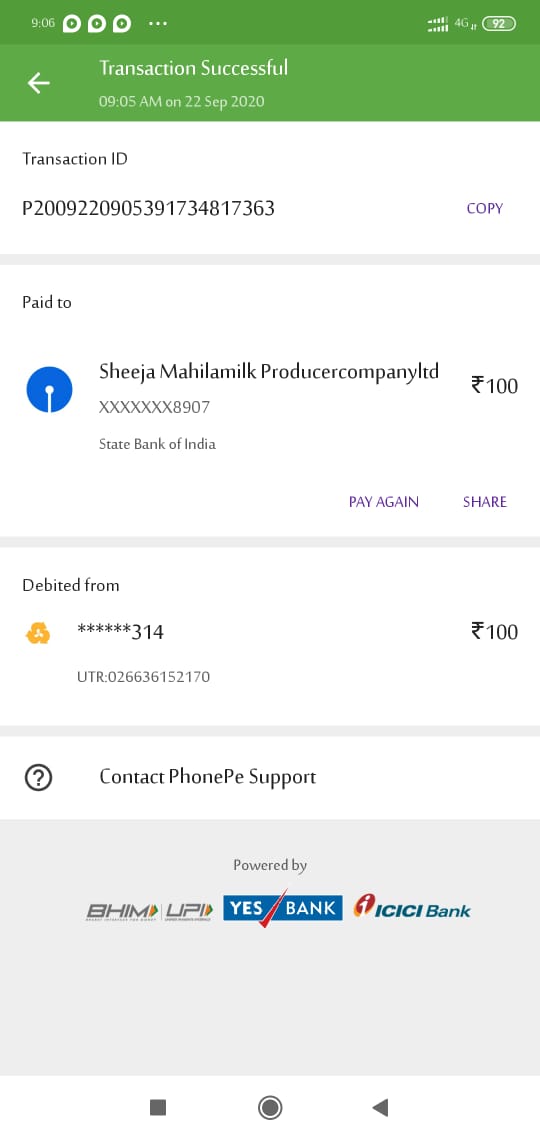 9:06 ... 4G 92
Transaction Successful
09:05 AM on 22 Sep 2020
Transaction ID
P2009220905391734817363 COPY
Paid to
Sheeja Mahilamilk Producercompanyltd ₹100
XXXXXXX8907
State Bank of India
PAY AGAIN SHARE
Debited from
******314 ₹100
UTR:026636152170
Contact PhonePe Support
Powered by
BHIM UPI YES BANK ICICI Bank